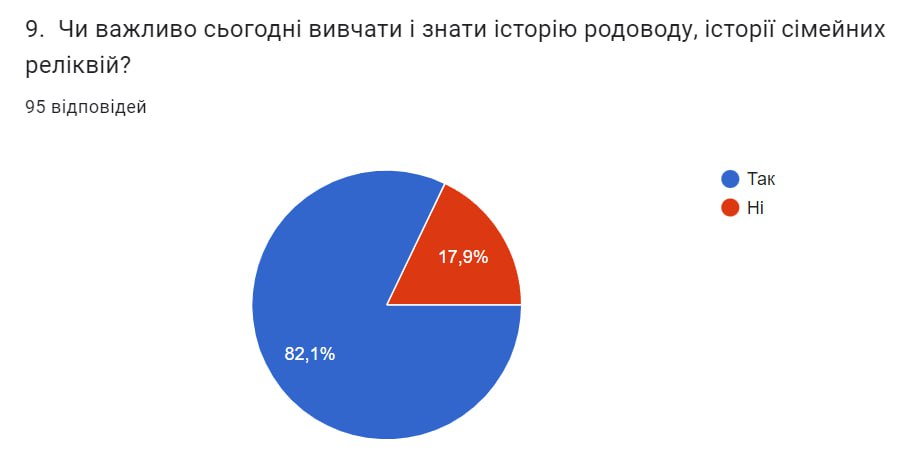 9. Чи важливо сьогодні вивчати і знати історію родоводу, історії сімейних
реліквій?
95 відповідей
Так
Ні
17,9%
82,1%